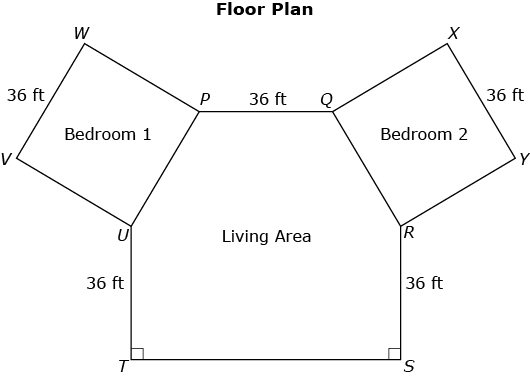 Floor Plan
W
X
36 ft
P
36 ft
Q
36 ft
Bedroom 1
Bedroom 2
V
Y
U
Living Area
R
36 ft
36 ft
T
S